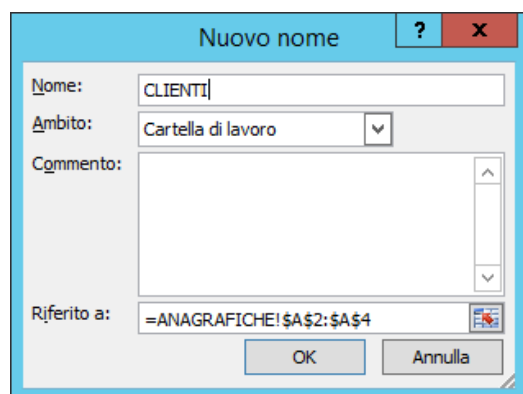 Nuovo nome ? x
Nome: CLIENTI
Ambito: Cartella di lavoro
Commento:
Riferito a: =ANAGRAFICHE!$A$2:$A$4
OK Annulla